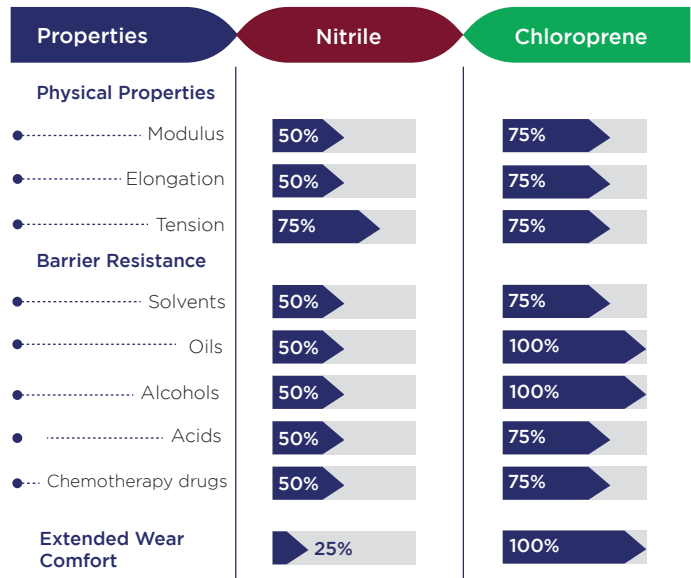 Properties Nitrile Chloroprene
Physical Properties
Modulus 50% 75%
Elongation 50% 75%
Tension 75% 75%
Barrier Resistance
Solvents 50% 75%
Oils 50% 100%
Alcohols 50% 100%
Acids 50% 75%
Chemotherapy drugs 50% 75%
Extended Wear
Comfort 25% 100%